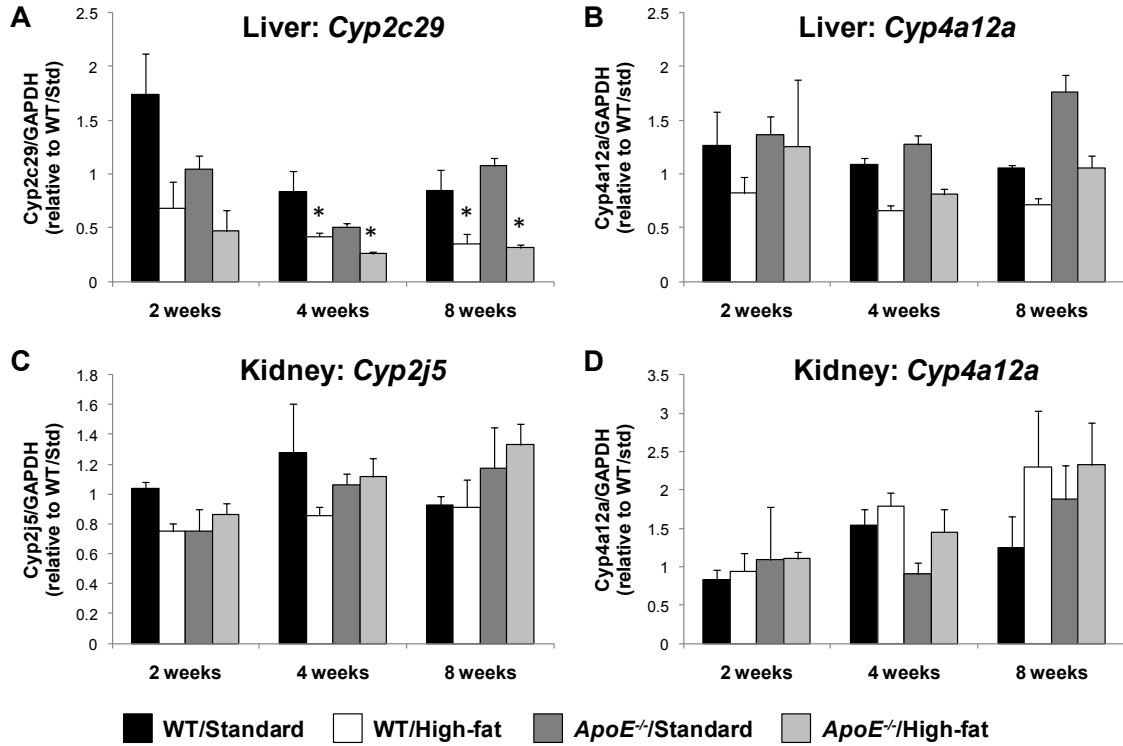 A
Liver: Cyp2c29
Cyp2c29/GAPDH
(relative to WT/Std)
2.5
2
1.5
1
0.5
0
*
*
*
*
2 weeks
4 weeks
8 weeks
B
Liver: Cyp4a12a
Cyp4a12a/GAPDH
(relative to WT/std)
2.5
2
1.5
1
0.5
0
2 weeks
4 weeks
8 weeks
C
Kidney: Cyp2j5
Cyp2j5/GAPDH
(relative to WT/Std)
1.8
1.6
1.4
1.2
1
0.8
0.6
0.4
0.2
0
2 weeks
4 weeks
8 weeks
D
Kidney: Cyp4a12a
Cyp4a12a/GAPDH
(relative to WT/std)
3.5
3
2.5
2
1.5
1
0.5
0
2 weeks
4 weeks
8 weeks
WT/Standard
WT/High-fat
ApoE-/-/Standard
ApoE-/-/High-fat